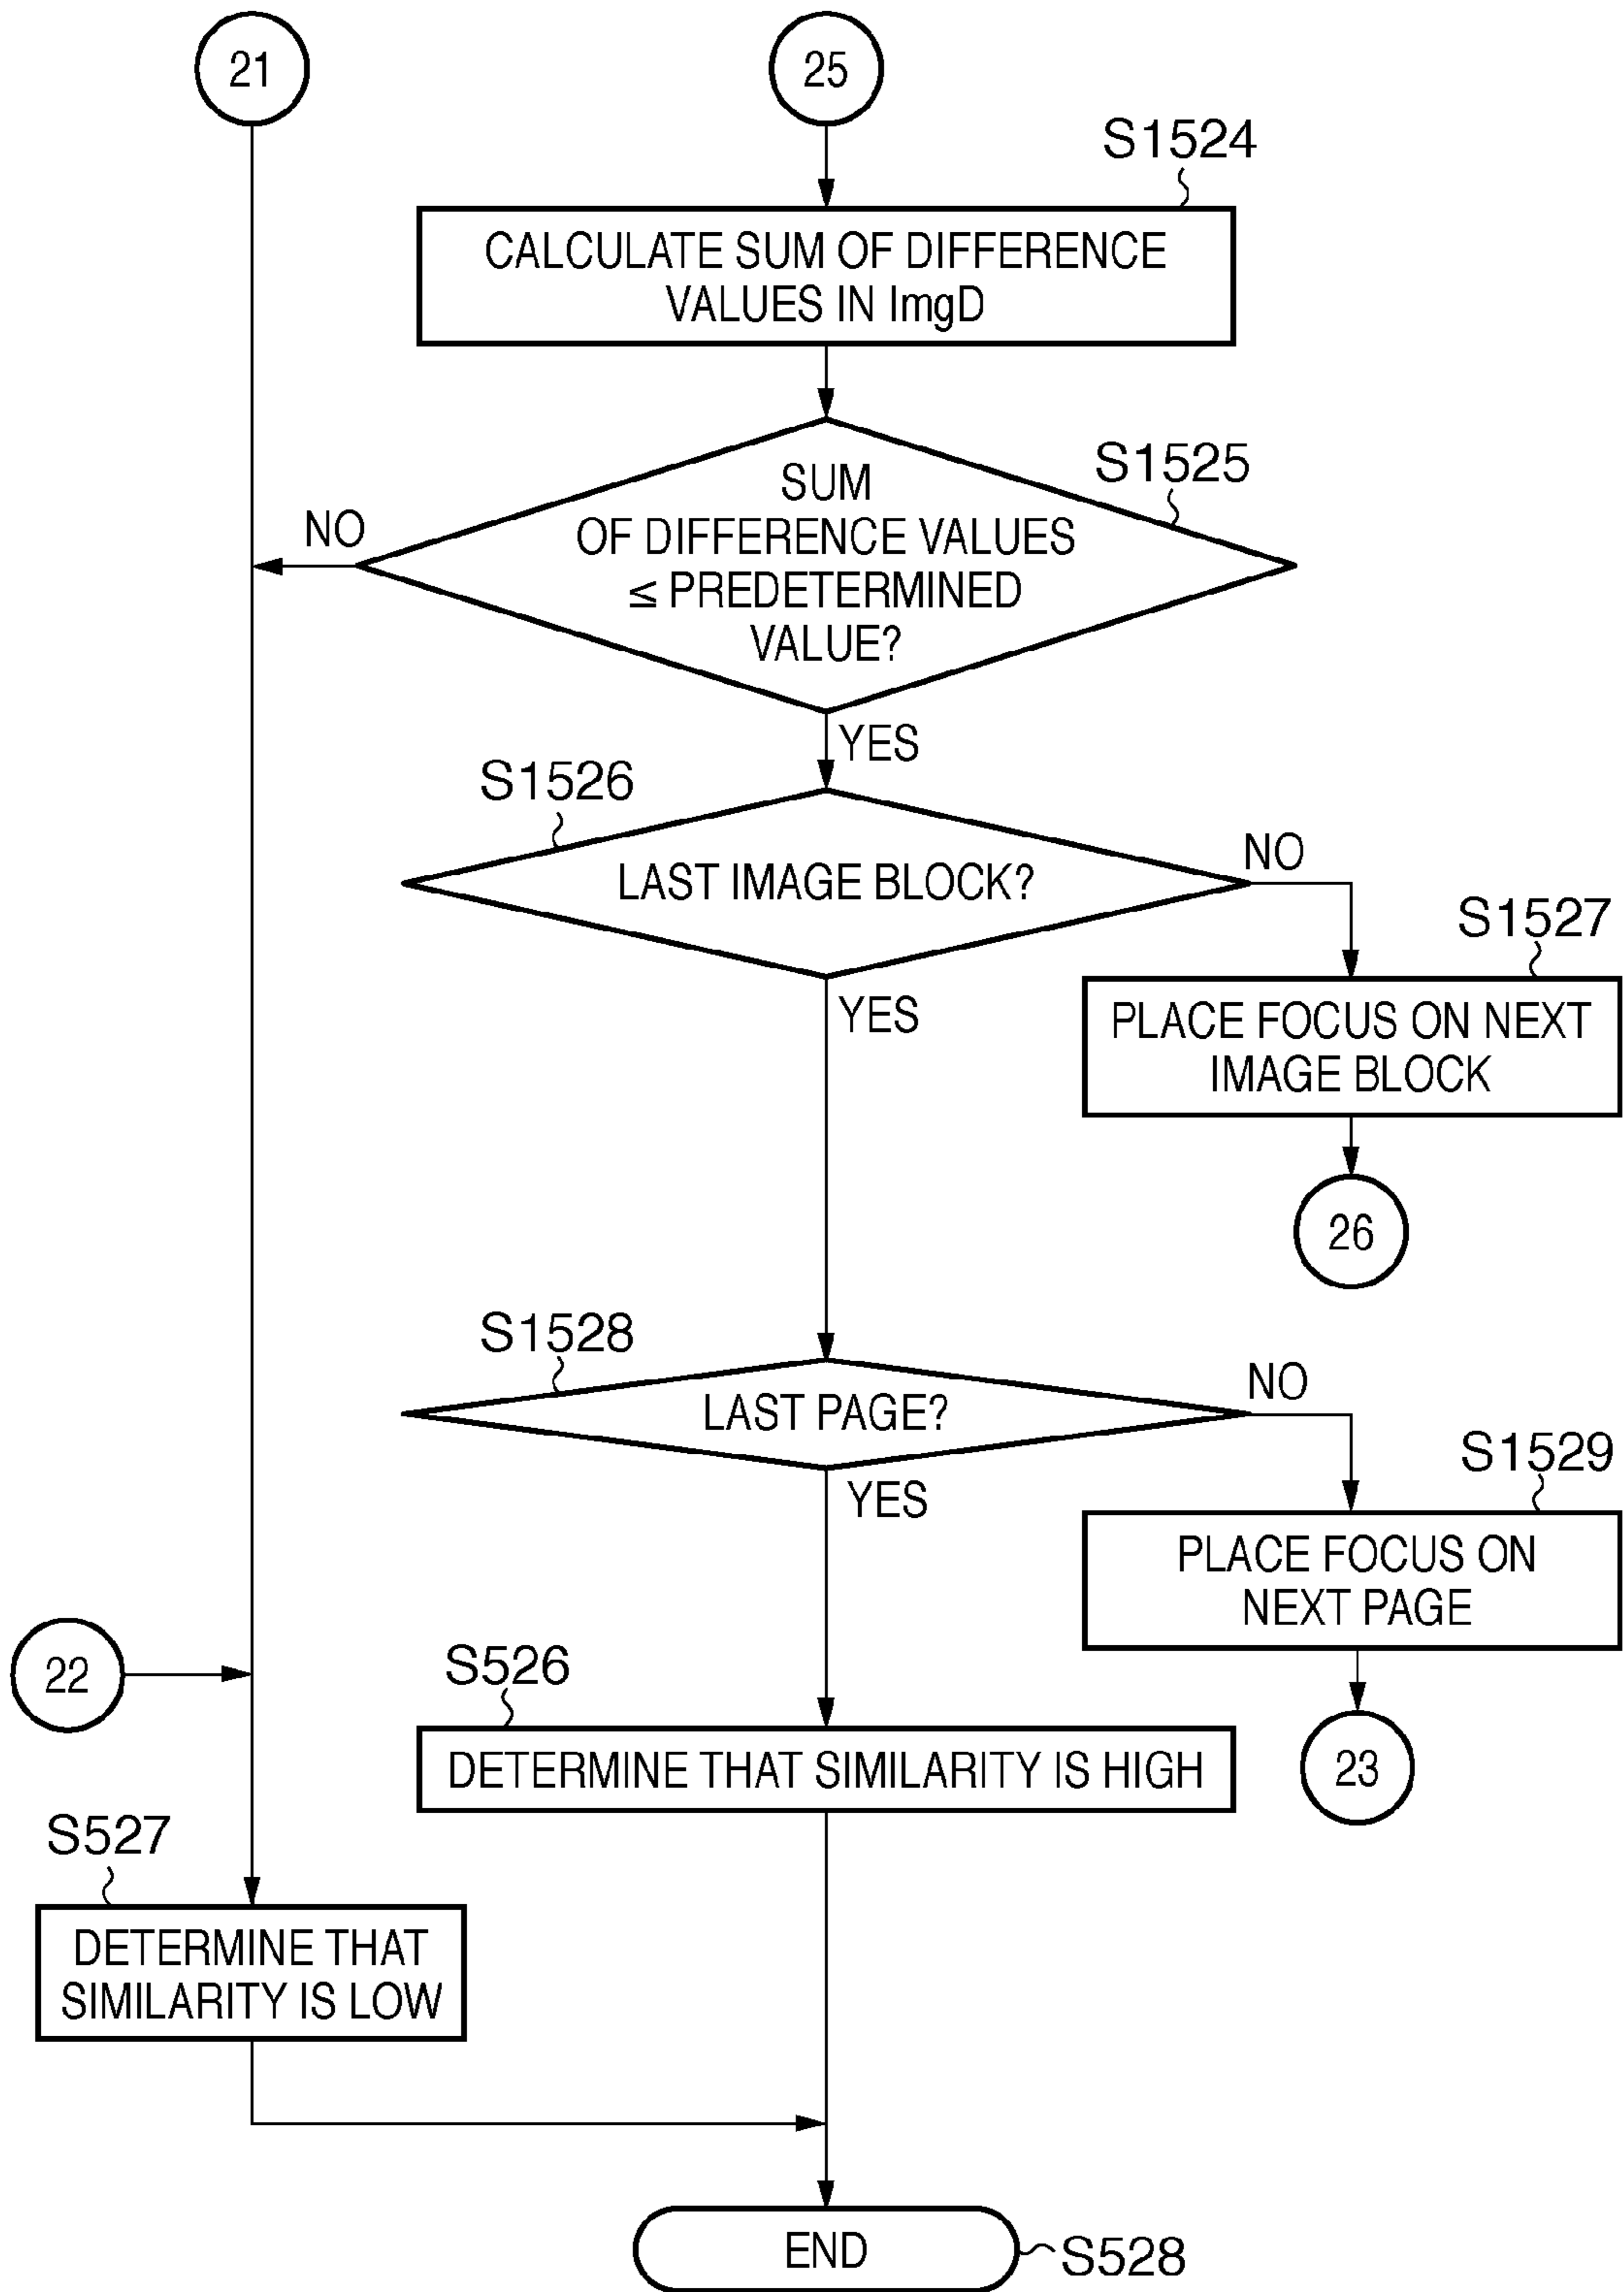 21
25
S1524
CALCULATE SUM OF DIFFERENCE
VALUES IN ImgD
S1525
SUM
OF DIFFERENCE VALUES
≤ PREDETERMINED
VALUE?
NO
YES
S1526
LAST IMAGE BLOCK?
NO
YES
S1527
PLACE FOCUS ON NEXT
IMAGE BLOCK
26
S1528
LAST PAGE?
NO
YES
S1529
PLACE FOCUS ON
NEXT PAGE
23
22
S526
DETERMINE THAT SIMILARITY IS HIGH
S527
DETERMINE THAT
SIMILARITY IS LOW
END
S528